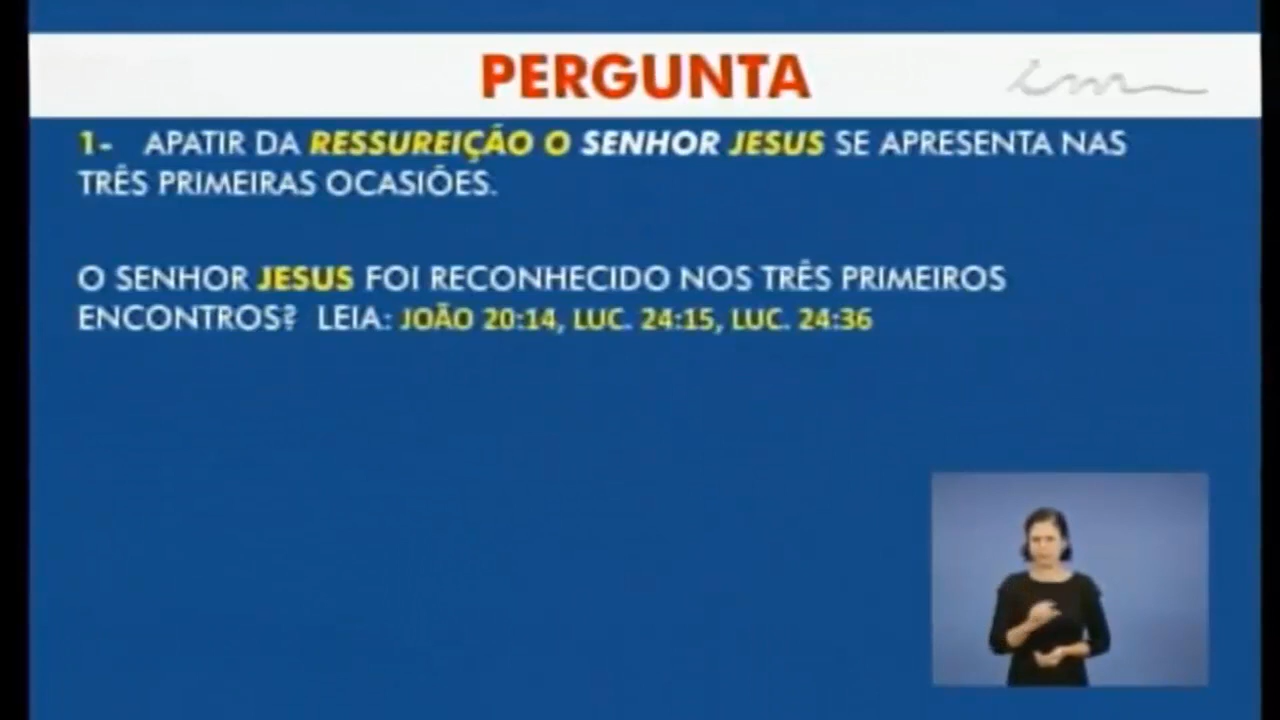 PERGUNTA
im
1- APATIR DA RESSUREIÇÃO O SENHOR JESUS SE APRESENTA NAS
TRÊS PRIMEIRAS OCASIÕES.
O SENHOR JESUS FOI RECONHECIDO NOS TRÊS PRIMEIROS
ENCONTROS? LEIA: JOÃO 20:14, LUC. 24:15, LUC. 24:36